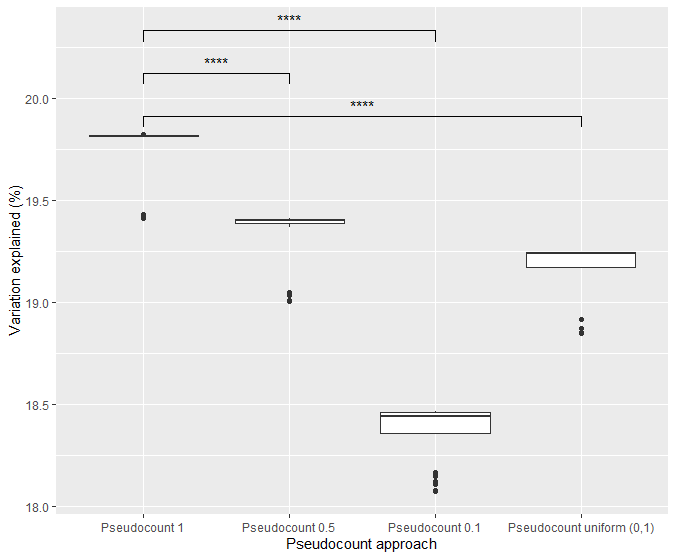 ****
****
****
Variation explained (%)
20.0
19.5
19.0
18.5
18.0
Pseudocount 1
Pseudocount 0.5
Pseudocount 0.1
Pseudocount uniform (0,1)
Pseudocount approach